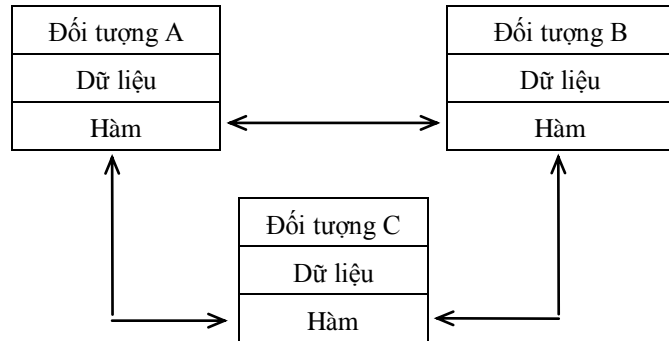 Đối tượng A
Dữ liệu
Hàm
Đối tượng B
Dữ liệu
Hàm
Đối tượng C
Dữ liệu
Hàm